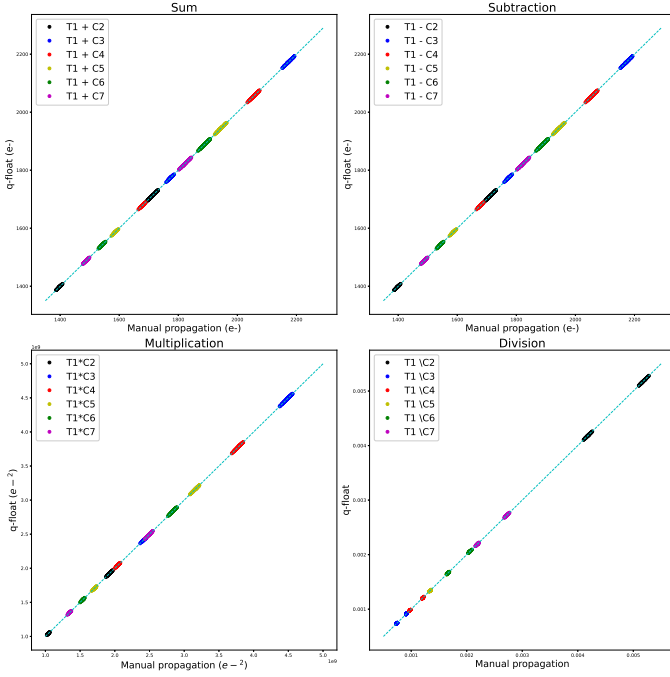 Sum
T1 + C2
T1 + C3
T1 + C4
T1 + C5
T1 + C6
T1 + C7
2200
2000
1800
1600
1400
q-float (e-)
1400 1600 1800 2000 2200
Manual propagation (e-)
Subtraction
T1 - C2
T1 - C3
T1 - C4
T1 - C5
T1 - C6
T1 - C7
2200
2000
1800
1600
1400
q-float (e-)
1400 1600 1800 2000 2200
Manual propagation (e-)
Multiplication
1e9
T1*C2
T1*C3
T1*C4
T1*C5
T1*C6
T1*C7
5.0
4.5
4.0
3.5
3.0
2.5
2.0
1.5
1.0
q-float (e − 2)
1.0 1.5 2.0 2.5 3.0 3.5 4.0 4.5 5.0
1e9
Manual propagation (e − 2)
Division
T1 \C2
T1 \C3
T1 \C4
T1 \C5
T1 \C6
T1 \C7
0.005
0.004
0.003
0.002
0.001
q-float
0.001 0.002 0.003 0.004 0.005
Manual propagation